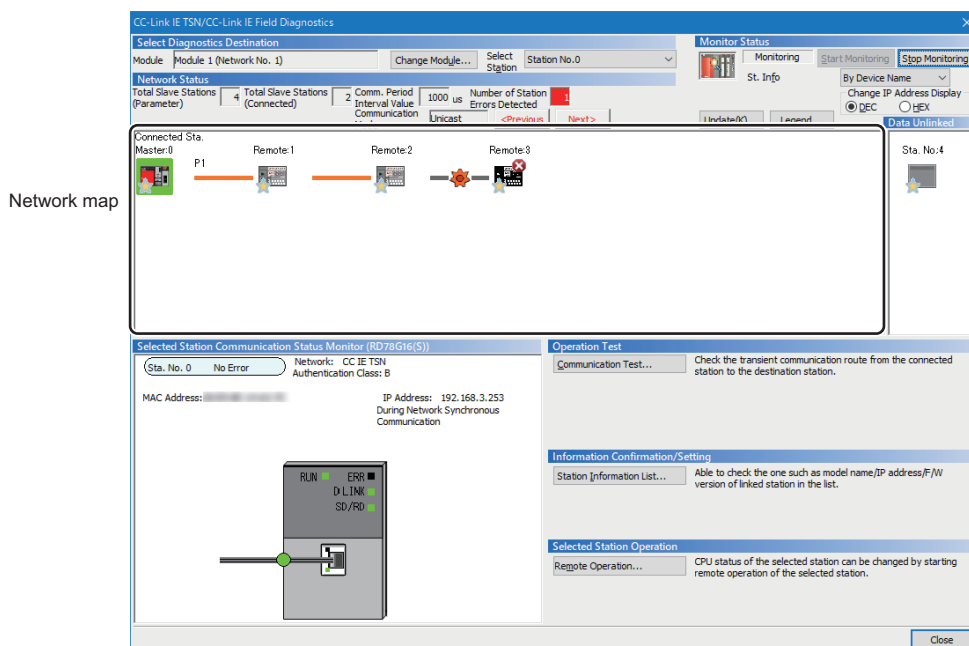 CC-Link IE TSN/CC-Link IE Field Diagnostics
Select Diagnostics Destination
Module Module 1 (Network No. 1) Change Module... Select Station Station No.0
Monitor Status
Monitoring Start Monitoring Stop Monitoring
St. Info By Device Name
Change IP Address Display
DEC HEX
Update(K) Legend
Network Status
Total Slave Stations (Parameter) 4 Total Slave Stations (Connected) 2 Comm. Period Interval Value 1000 us Number of Station Errors Detected 1
Communication Unicast <Previous Next>
Data Unlinked
Connected Sta.
Master:0 Remote:1 Remote:2 Remote:3 Sta. No:4
P1
Network map
Selected Station Communication Status Monitor (RD78G16(S))
Sta. No. 0 No Error
Network: CC IE TSN
Authentication Class: B
MAC Address:
IP Address: 192.168.3.253
During Network Synchronous
Communication
RUN ERR
D LINK
SD/RD
Operation Test
Communication Test...
Check the transient communication route from the connected
station to the destination station.
Information Confirmation/Setting
Station Information List...
Able to check the one such as model name/IP address/F/W
version of linked station in the list.
Selected Station Operation
Remote Operation...
CPU status of the selected station can be changed by starting
remote operation of the selected station.
Close